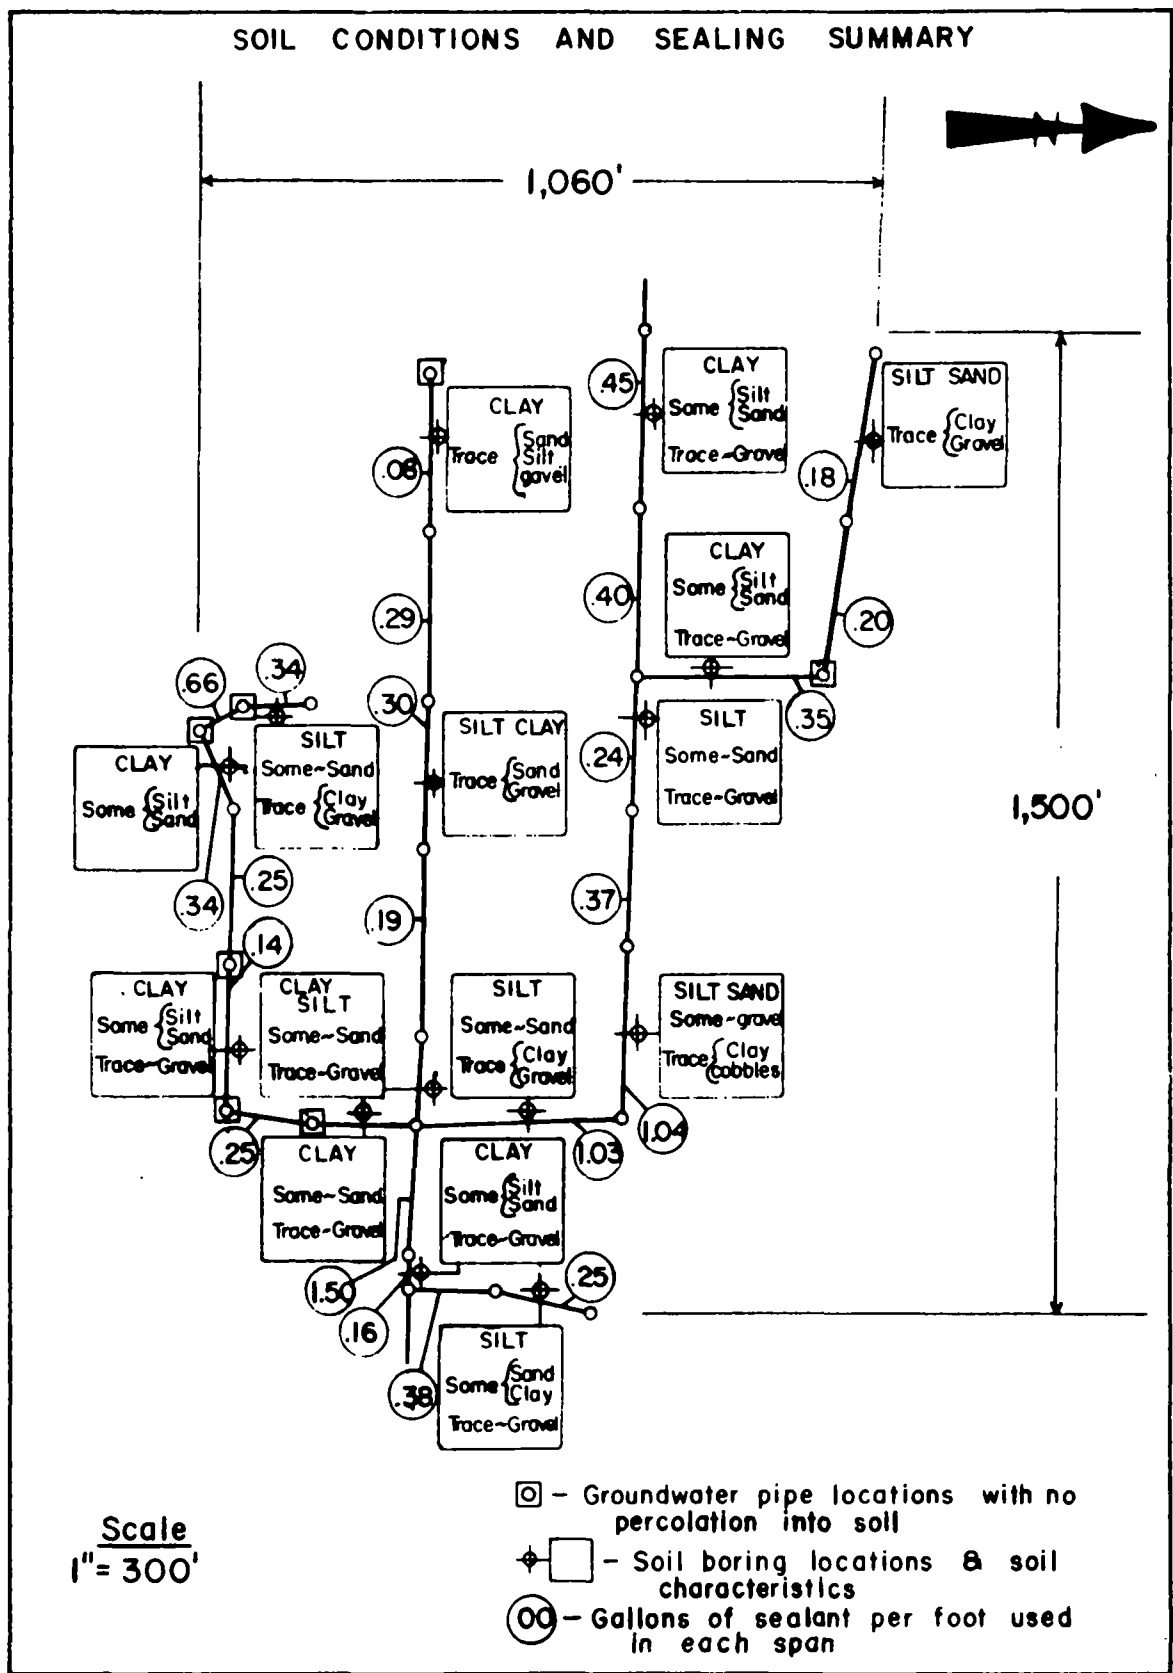 SOIL CONDITIONS AND SEALING SUMMARY
1,060'
CLAY
Some { Silt
Sand
Trace~Gravel
.45
SILT SAND
Trace { Clay
Gravel
.18
CLAY
Trace { Sand
Silt
gavel
.08
CLAY
Some { Silt
Sand
Trace~Gravel
.40
.29
.20
.34
.66
.30
.35
SILT
Some~Sand
Trace { Clay
Gravel
SILT CLAY
Trace { Sand
Gravel
SILT
Some~Sand
Trace~Gravel
.24
CLAY
Some { Silt
Sand
1,500'
.34
.25
.19
.37
.14
CLAY
Some { Silt
Sand
Trace~Gravel
CLAY
SILT
Some~Sand
Trace~Gravel
SILT
Some~Sand
Trace { Clay
Gravel
SILT SAND
Some~gravel
Trace { Clay
cobbles
.25
1.03
1.04
CLAY
Some~Sand
Trace~Gravel
CLAY
Some { Silt
Sand
Trace~Gravel
1.50
.16
.25
.38
SILT
Some { Sand
Clay
Trace~Gravel
Scale
1"= 300'
– Groundwater pipe locations with no
percolation into soil
– Soil boring locations & soil
characteristics
00 – Gallons of sealant per foot used
in each span